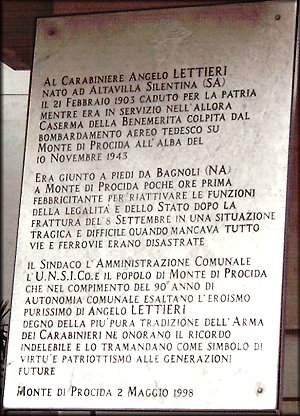 AL CARABINIERE ANGELO LETTIERI
NATO AD ALTAVILLA SILENTINA (SA)
IL 21 FEBBRAIO 1903 CADUTO PER LA PATRIA
MENTRE ERA IN SERVIZIO NELL'ALLORA
CASERMA DELLA BENEMERITA COLPITA DAL
BOMBARDAMENTO AEREO TEDESCO SU
MONTE DI PROCIDA ALL'ALBA DEL
10 NOVEMBRE 1943
ERA GIUNTO A PIEDI DA BAGNOLI (NA)
A MONTE DI PROCIDA POCHE ORE PRIMA
FEBBRICITANTE PER RIATTIVARE LE FUNZIONI
DELLA LEGALITA' E DELLO STATO DOPO LA
FRATTURA DELL'8 SETTEMBRE IN UNA SITUAZIONE
TRAGICA E DIFFICILE QUANDO MANCAVA TUTTO
VIE E FERROVIE ERANO DISASTRATE
IL SINDACO L'AMMINISTRAZIONE COMUNALE
L'U.N.S.I.CO. E IL POPOLO DI MONTE DI PROCIDA
CHE NEL COMPIMENTO DEL 90° ANNO DI
AUTONOMIA COMUNALE ESALTANO L'EROISMO
PURISSIMO DI ANGELO LETTIERI
DEGNO DELLA PIU' PURA TRADIZIONE DELL'ARMA
DEI CARABINIERI NE ONORANO IL RICORDO
INDELEBILE E LO TRAMANDANO COME SIMBOLO DI
VIRTU' E PATRIOTTISMO ALLE GENERAZIONI
FUTURE
MONTE DI PROCIDA 2 MAGGIO 1998